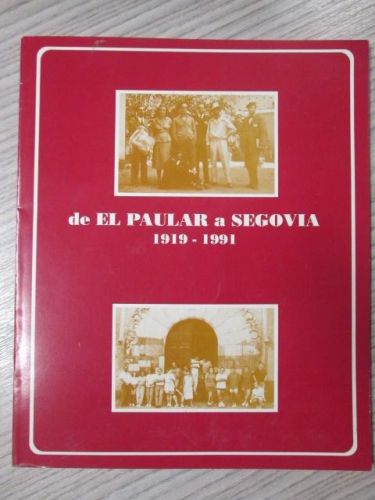 de EL PAULAR a SEGOVIA
1919 - 1991